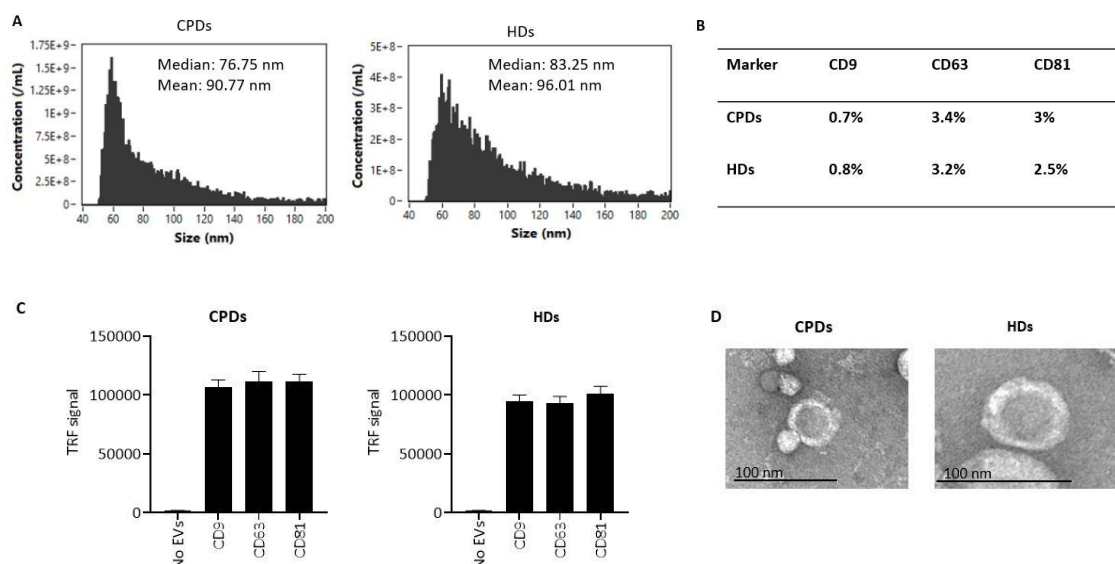 A
CPDs
Median: 76.75 nm
Mean: 90.77 nm
Concentration (/mL)
1.75E+9
1.5E+9
1.25E+9
1E+9
7.5E+8
5E+8
2.5E+8
0
40 60 80 100 120 140 160 180 200
Size (nm)
HDs
Median: 83.25 nm
Mean: 96.01 nm
Concentration (/mL)
5E+8
4E+8
3E+8
2E+8
1E+8
0
40 60 80 100 120 140 160 180 200
Size (nm)
B
Marker CD9 CD63 CD81
CPDs 0.7% 3.4% 3%
HDs 0.8% 3.2% 2.5%
C
CPDs
TRF signal
150000
100000
50000
0
No EVs CD9 CD63 CD81
HDs
TRF signal
150000
100000
50000
0
No EVs CD9 CD63 CD81
D
CPDs
100 nm
HDs
100 nm